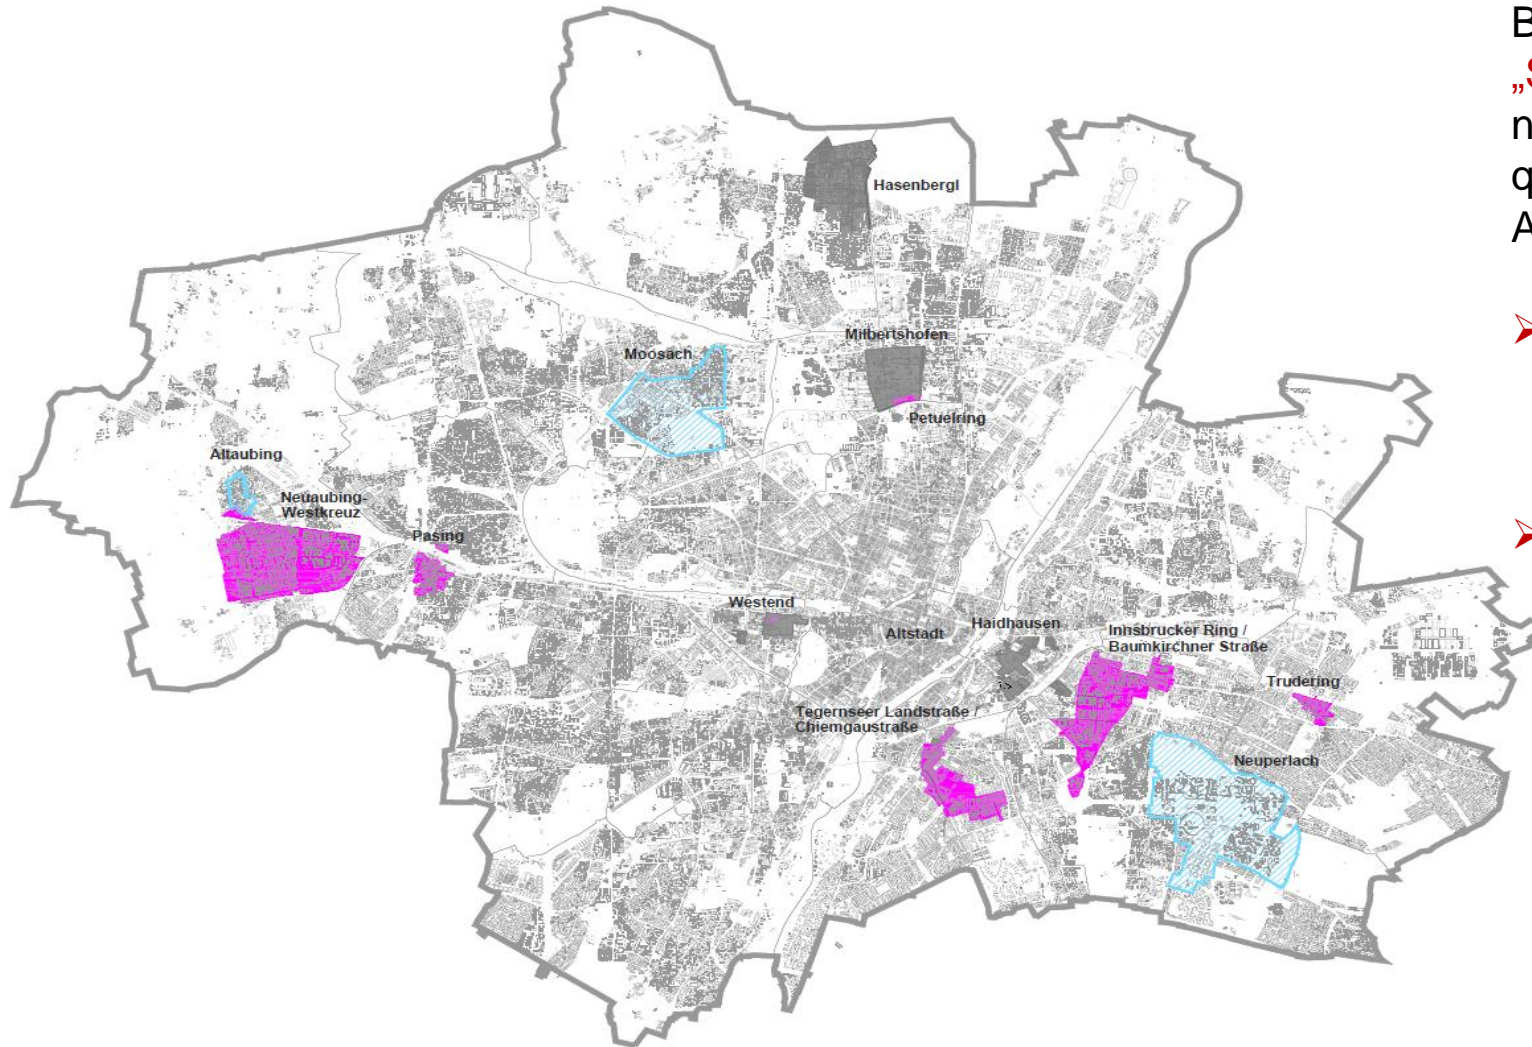 Hasenbergl
Milbertshofen
Moosach
Petuelring
Altaubing
Neuaubing-
Westkreuz
Pasing
Westend
Altstadt
Haidhausen
Innsbrucker Ring /
Baumkirchner Straße
Trudering
Tegernseer Landstraße /
Chiemgaustraße
Neuperlach
B
„S
n
q
A